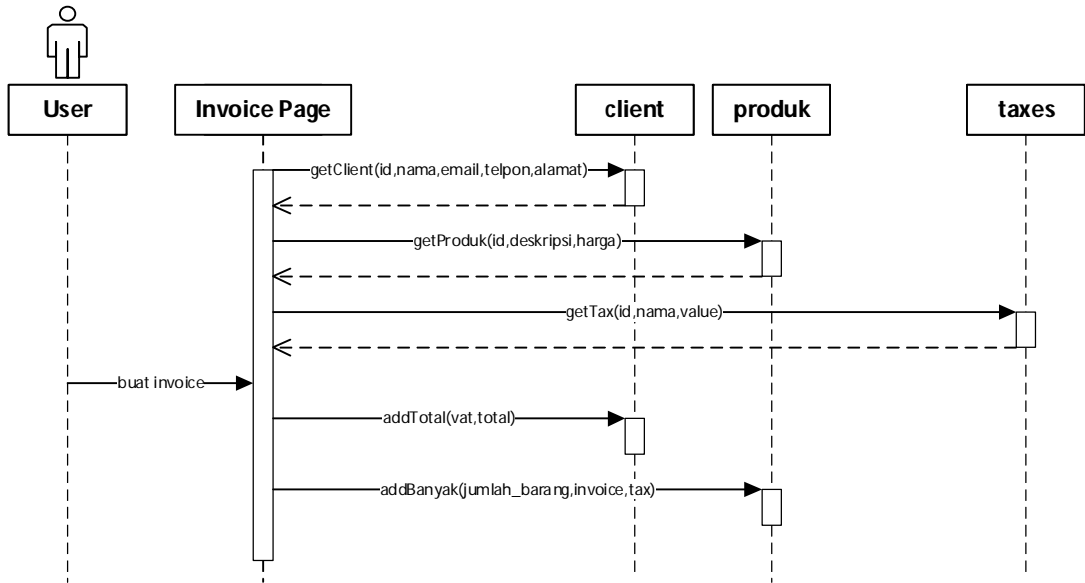 User
Invoice Page
client
produk
taxes
getClient(id,nama,email,telpon,alamat)
getProduk(id,deskripsi,harga)
getTax(id,nama,value)
buat invoice
addTotal(vat,total)
addBanyak(jumlah_barang,invoice,tax)